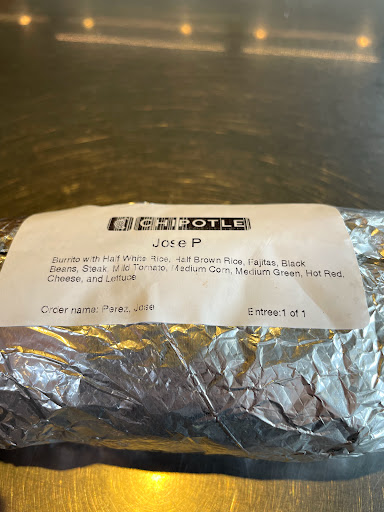 CHIPOTLE
Jose P
Burrito with Half White Rice, Half Brown Rice, Fajitas, Black
Beans, Steak, Mild Tomato, Medium Corn, Medium Green, Hot Red,
Cheese, and Lettuce
Order name: Perez, Jose
Entree:1 of 1